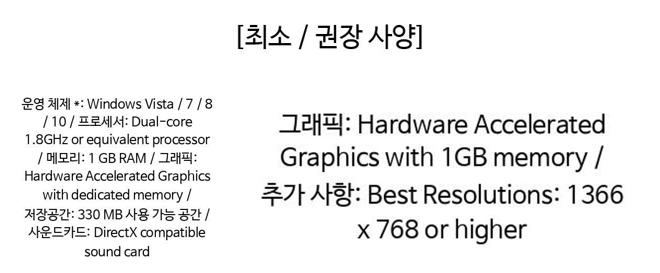 [최소 / 권장 사양]
운영 체제 *: Windows Vista / 7 / 8
/ 10 / 프로세서: Dual-core
1.8GHz or equivalent processor
/ 메모리: 1 GB RAM / 그래픽:
Hardware Accelerated Graphics
with dedicated memory /
저장공간: 330 MB 사용 가능 공간 /
사운드카드: DirectX compatible
sound card
그래픽: Hardware Accelerated
Graphics with 1GB memory /
추가 사항: Best Resolutions: 1366
x 768 or higher